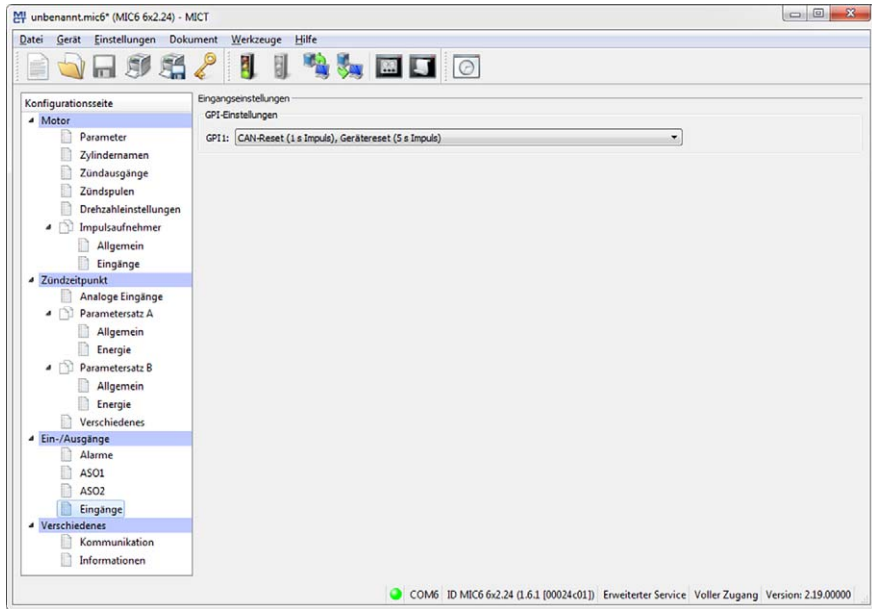 unbenannt.mic6* (MIC6 6x2.24) - MICT
Datei Gerät Einstellungen Dokument Werkzeuge Hilfe
Konfigurationsseite
Motor
Parameter
Zylindernamen
Zündausgänge
Zündspulen
Drehzahleinstellungen
Impulsaufnehmer
Allgemein
Eingänge
Zündzeitpunkt
Analoge Eingänge
Parametersatz A
Allgemein
Energie
Parametersatz B
Allgemein
Energie
Verschiedenes
Ein-/Ausgänge
Alarme
ASO1
ASO2
Eingänge
Verschiedenes
Kommunikation
Informationen
Eingangseinstellungen
GPI-Einstellungen
GPI1: CAN-Reset (1 s Impuls), Gerätereset (5 s Impuls)
COM6 ID MIC6 6x2.24 (1.6.1 [00024c01]) Erweiterter Service Voller Zugang Version: 2.19.00000